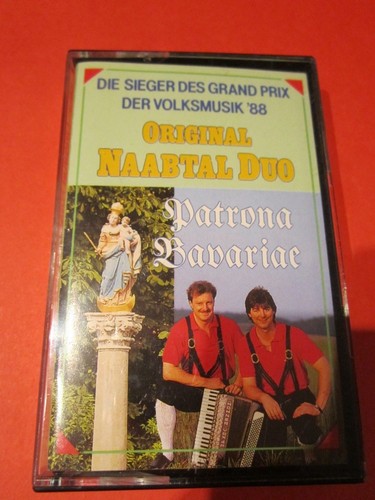 DIE SIEGER DES GRAND PRIX
DER VOLKSMUSIK '88
ORIGINAL
NAABTAL DUO
Patrona
Bavariae